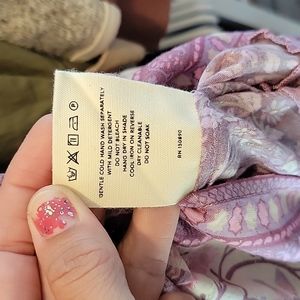 GENTLE COLD HAND WASH SEPARATELY
WITH MILD DETERGENT
DO NOT BLEACH
HANG DRY IN SHADE
COOL IRON ON REVERSE
DRY CLEANABLE
DO NOT SOAK
RN 150890